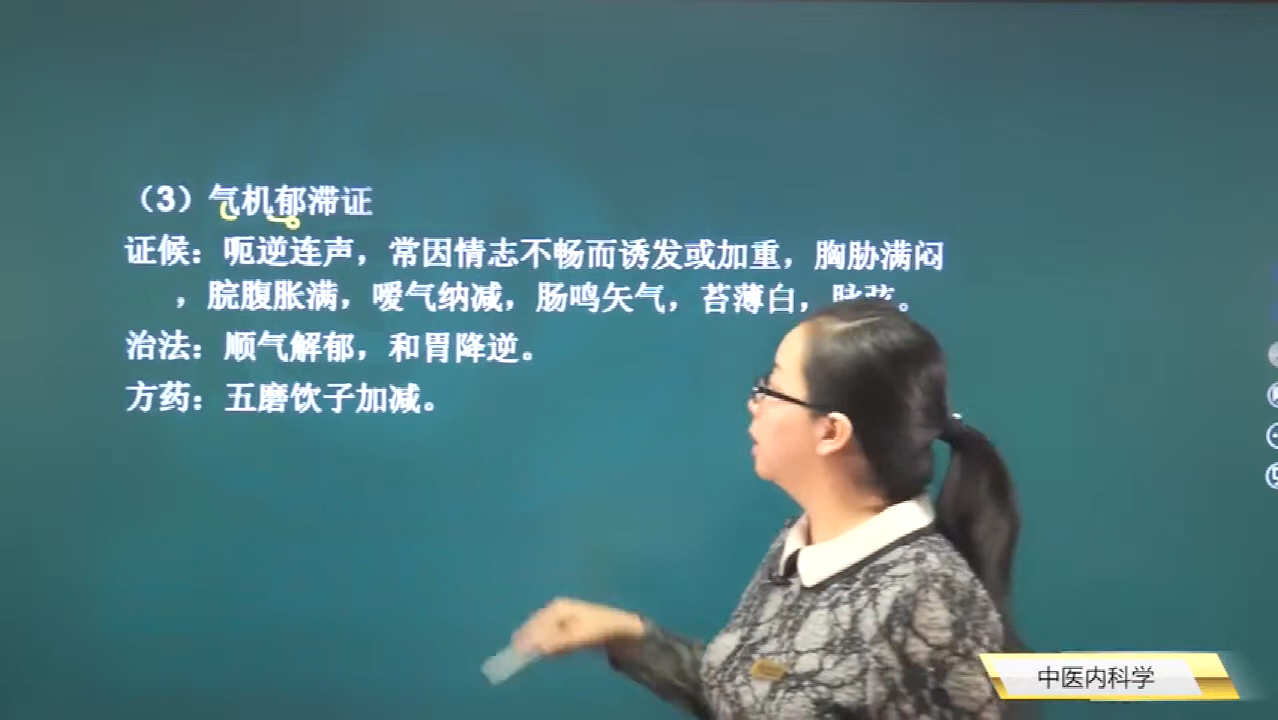 （3）气机郁滞证
证候：呃逆连声，常因情志不畅而诱发或加重，胸胁满闷
，脘腹胀满，嗳气纳减，肠鸣矢气，苔薄白，脉弦。
治法：顺气解郁，和胃降逆。
方药：五磨饮子加减。
中医内科学